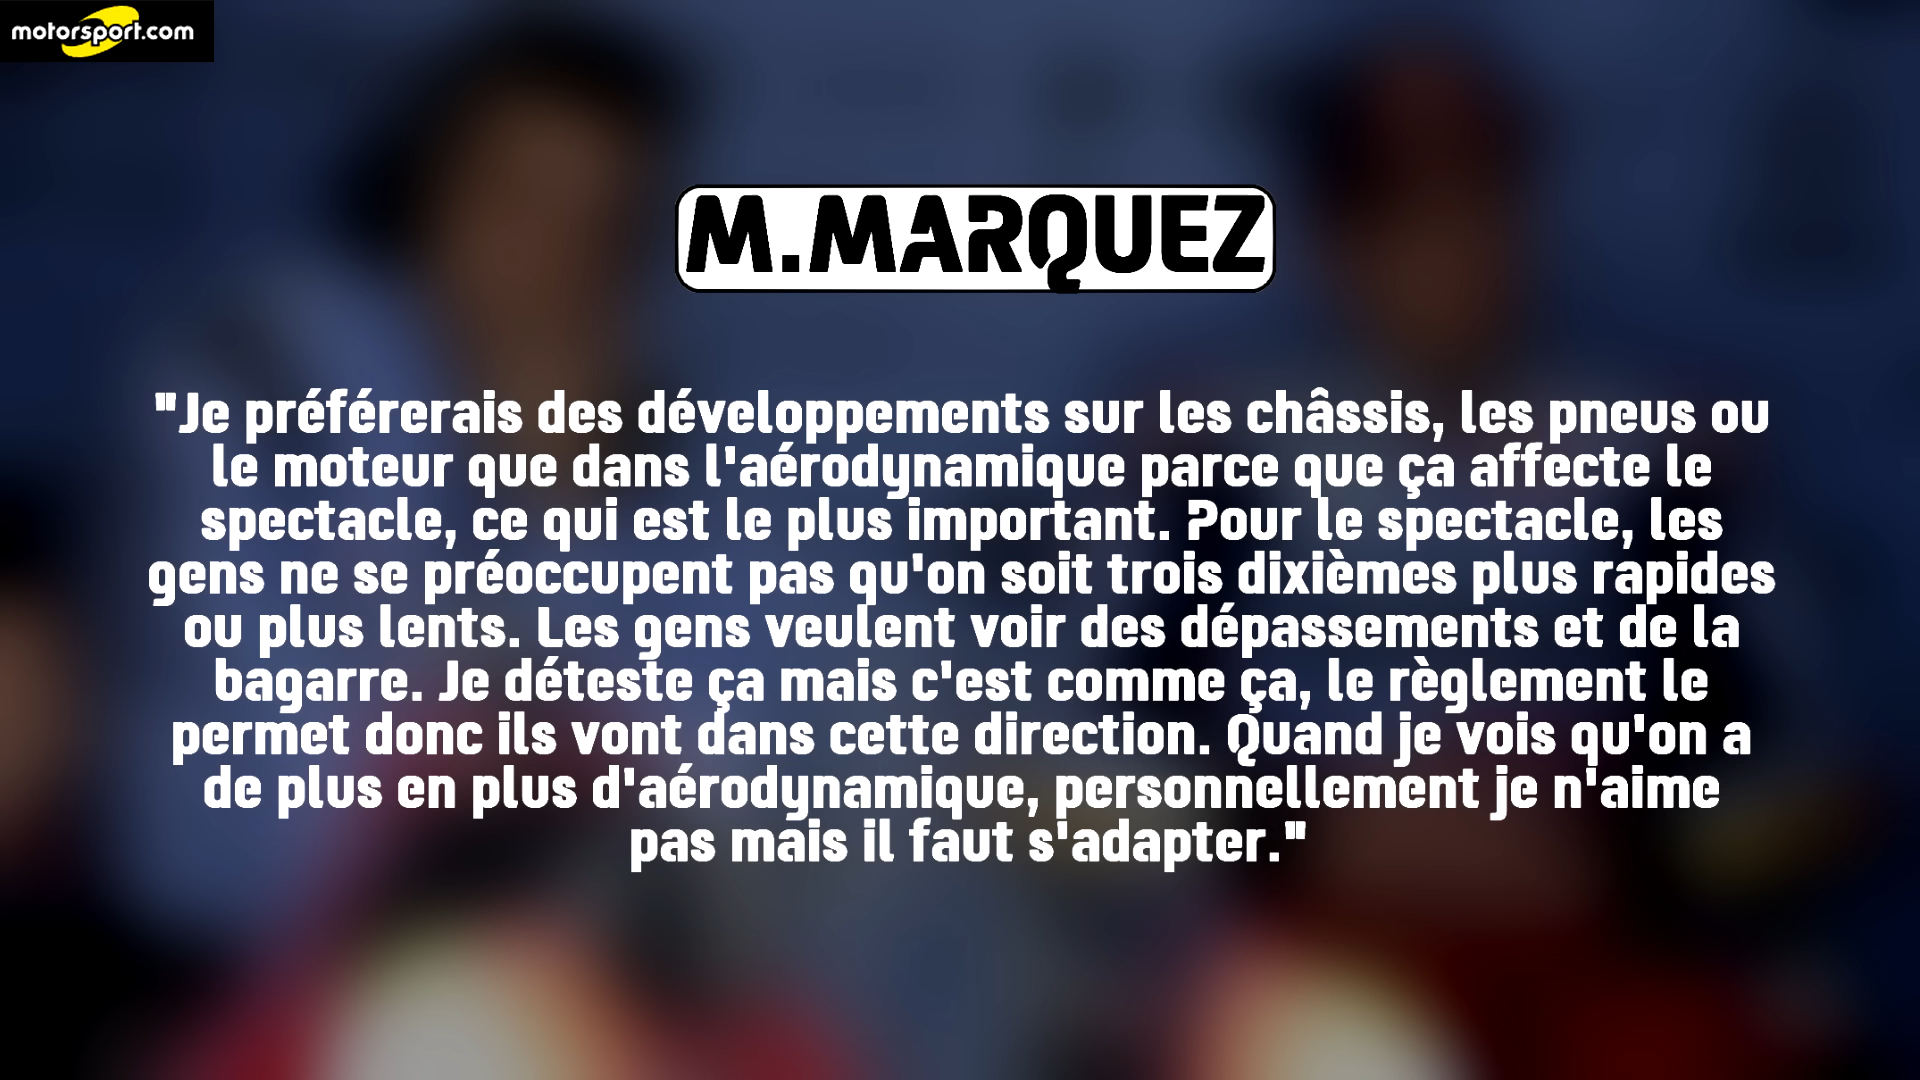 motorsport.com
M.MARQUEZ
"Je préférerais des développements sur les châssis, les pneus ou
le moteur que dans l'aérodynamique parce que ça affecte le
spectacle, ce qui est le plus important. Pour le spectacle, les
gens ne se préoccupent pas qu'on soit trois dixièmes plus rapides
ou plus lents. Les gens veulent voir des dépassements et de la
bagarre. Je déteste ça mais c'est comme ça, le règlement le
permet donc ils vont dans cette direction. Quand je vois qu'on a
de plus en plus d'aérodynamique, personnellement je n'aime
pas mais il faut s'adapter."